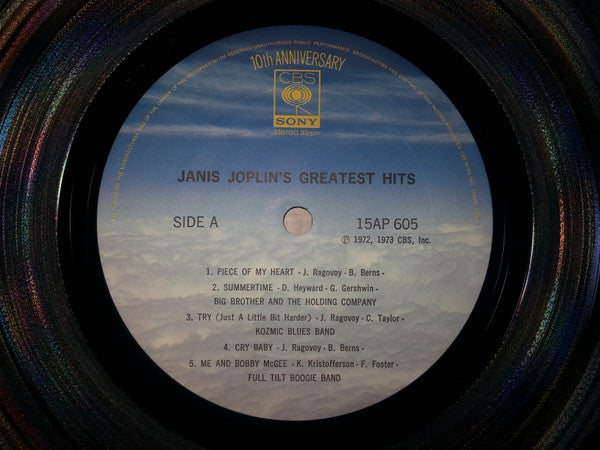 10th ANNIVERSARY
CBS
SONY
stereo 33rpm
JANIS JOPLIN'S GREATEST HITS
SIDE A
15AP 605
Ⓟ 1972, 1973 CBS, Inc.
1. PIECE OF MY HEART - J. Ragovoy - B. Berns -
2. SUMMERTIME - D. Heyward - G. Gershwin -
BIG BROTHER AND THE HOLDING COMPANY
3. TRY (Just A Little Bit Harder) - J. Ragovoy - C. Taylor -
KOZMIC BLUES BAND
4. CRY BABY - J. Ragovoy - B. Berns -
5. ME AND BOBBY McGEE - K. Kristofferson - F. Foster -
FULL TILT BOOGIE BAND